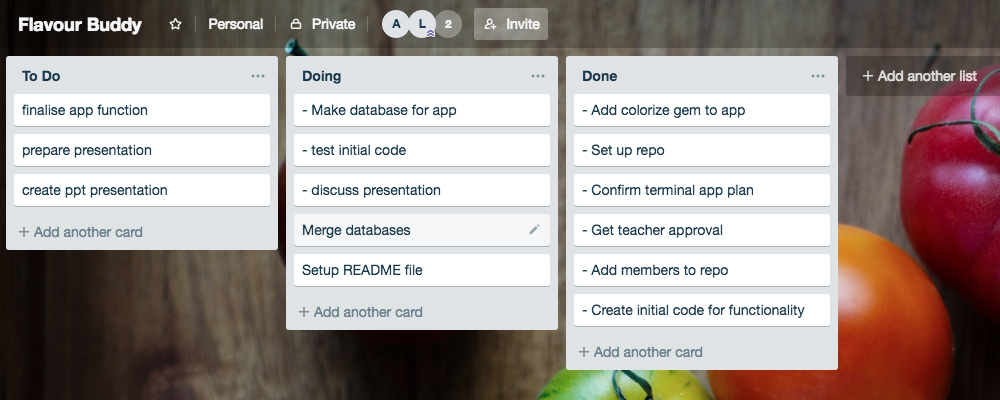 Flavour Buddy Personal Private A L 2 Invite
To Do
finalise app function
prepare presentation
create ppt presentation
+ Add another card
Doing
- Make database for app
- test initial code
- discuss presentation
Merge databases
Setup README file
+ Add another card
Done
- Add colorize gem to app
- Set up repo
- Confirm terminal app plan
- Get teacher approval
- Add members to repo
- Create initial code for functionality
+ Add another card
+ Add another list